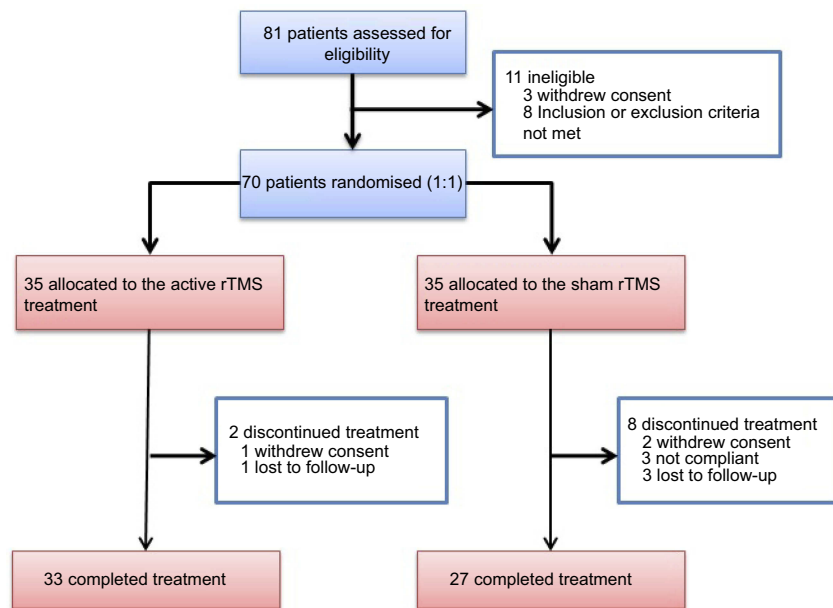 81 patients assessed for
eligibility
11 ineligible
3 withdrew consent
8 Inclusion or exclusion criteria
not met
70 patients randomised (1:1)
35 allocated to the active rTMS
treatment
35 allocated to the sham rTMS
treatment
2 discontinued treatment
1 withdrew consent
1 lost to follow-up
8 discontinued treatment
2 withdrew consent
3 not compliant
3 lost to follow-up
33 completed treatment
27 completed treatment